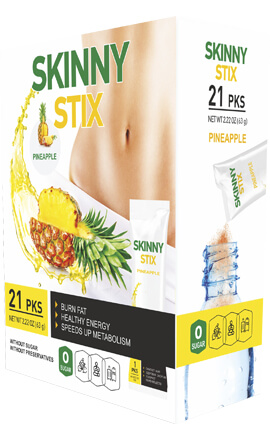 SKINNY
STIX
PINEAPPLE
SKINNY
STIX
PINEAPPLE
21 PKS
NET WT 2.22 OZ (63 g)
BURN FAT
HEALTHY ENERGY
SPEEDS UP METABOLISM
WITHOUT SUGAR
WITHOUT PRESERVATIVES
0
SUGAR
1
PKS
SKINNY
STIX
21 PKS
NET WT 2.22 OZ (63 g)
PINEAPPLE
0
SUGAR